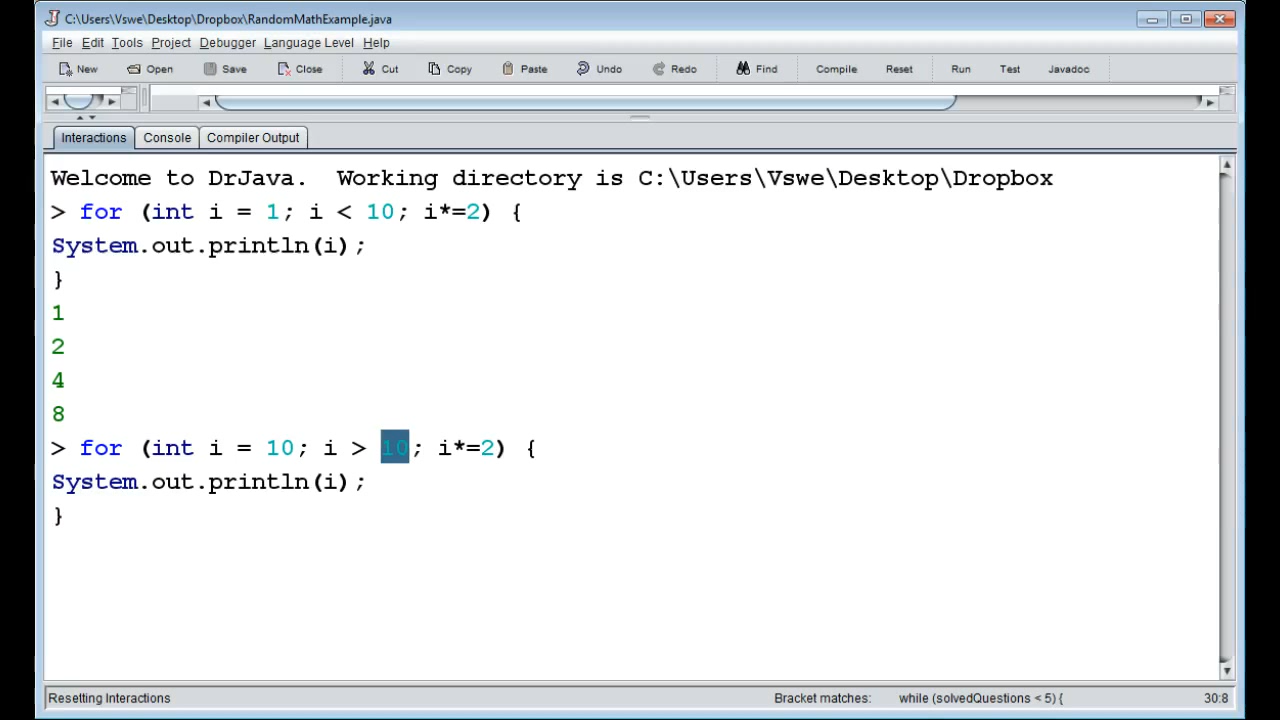 C:\Users\Vswe\Desktop\Dropbox\RandomMathExample.java
File Edit Tools Project Debugger Language Level Help
New Open Save Close Cut Copy Paste Undo Redo Find Compile Reset Run Test Javadoc
Interactions Console Compiler Output
Welcome to DrJava.  Working directory is C:\Users\Vswe\Desktop\Dropbox
> for (int i = 1; i < 10; i*=2) {
System.out.println(i);
}
1
2
4
8
> for (int i = 10; i > 10; i*=2) {
System.out.println(i);
}
Resetting Interactions Bracket matches: while (solvedQuestions < 5) { 30:8